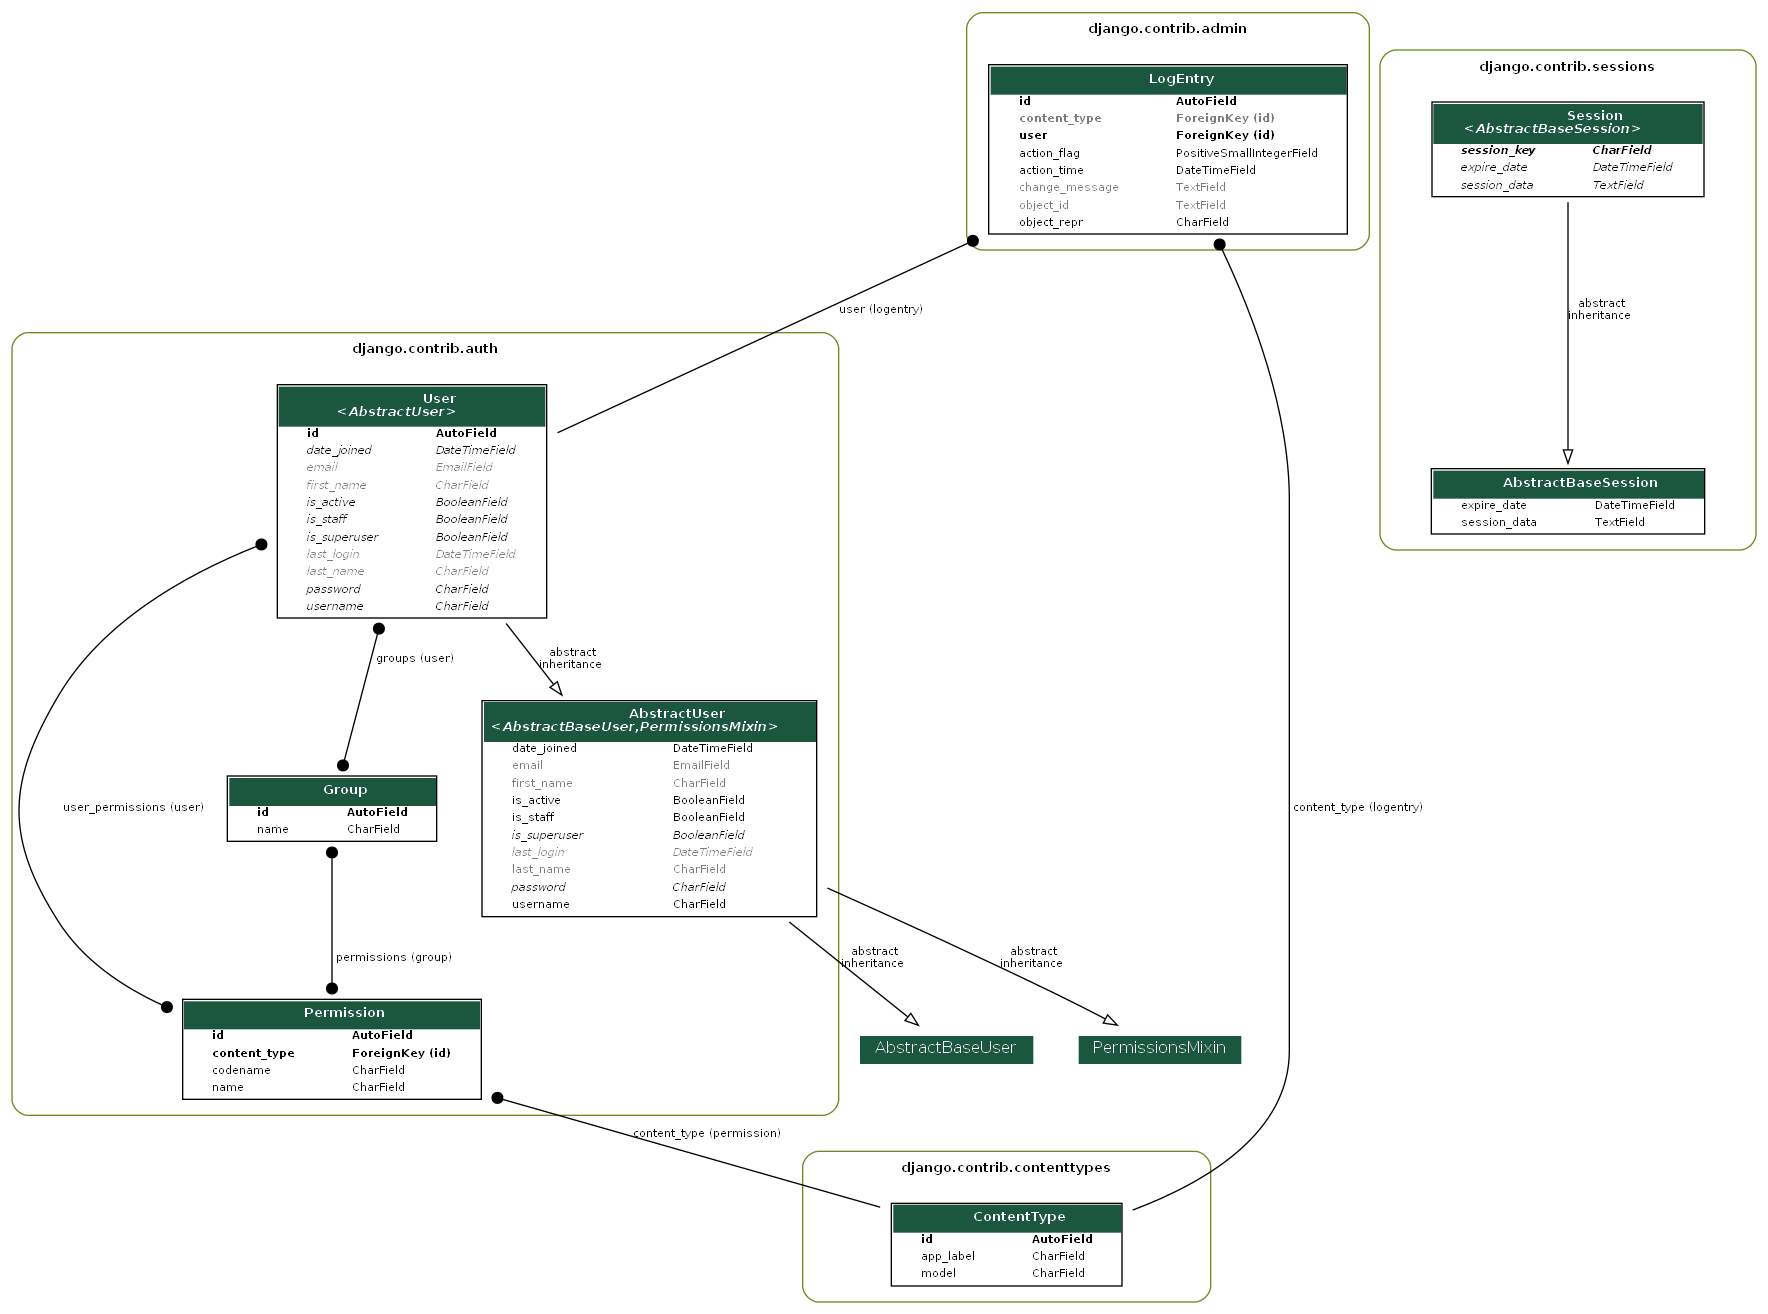 django.contrib.admin
LogEntry
id AutoField
content_type ForeignKey (id)
user ForeignKey (id)
action_flag PositiveSmallIntegerField
action_time DateTimeField
change_message TextField
object_id TextField
object_repr CharField
django.contrib.sessions
Session
<AbstractBaseSession>
session_key CharField
expire_date DateTimeField
session_data TextField
abstract
inheritance
AbstractBaseSession
expire_date DateTimeField
session_data TextField
user (logentry)
django.contrib.auth
User
<AbstractUser>
id AutoField
date_joined DateTimeField
email EmailField
first_name CharField
is_active BooleanField
is_staff BooleanField
is_superuser BooleanField
last_login DateTimeField
last_name CharField
password CharField
username CharField
groups (user)
abstract
inheritance
AbstractUser
<AbstractBaseUser,PermissionsMixin>
date_joined DateTimeField
email EmailField
first_name CharField
is_active BooleanField
is_staff BooleanField
is_superuser BooleanField
last_login DateTimeField
last_name CharField
password CharField
username CharField
Group
id AutoField
name CharField
user_permissions (user)
content_type (logentry)
permissions (group)
abstract
inheritance
abstract
inheritance
Permission
id AutoField
content_type ForeignKey (id)
codename CharField
name CharField
AbstractBaseUser
PermissionsMixin
content_type (permission)
django.contrib.contenttypes
ContentType
id AutoField
app_label CharField
model CharField